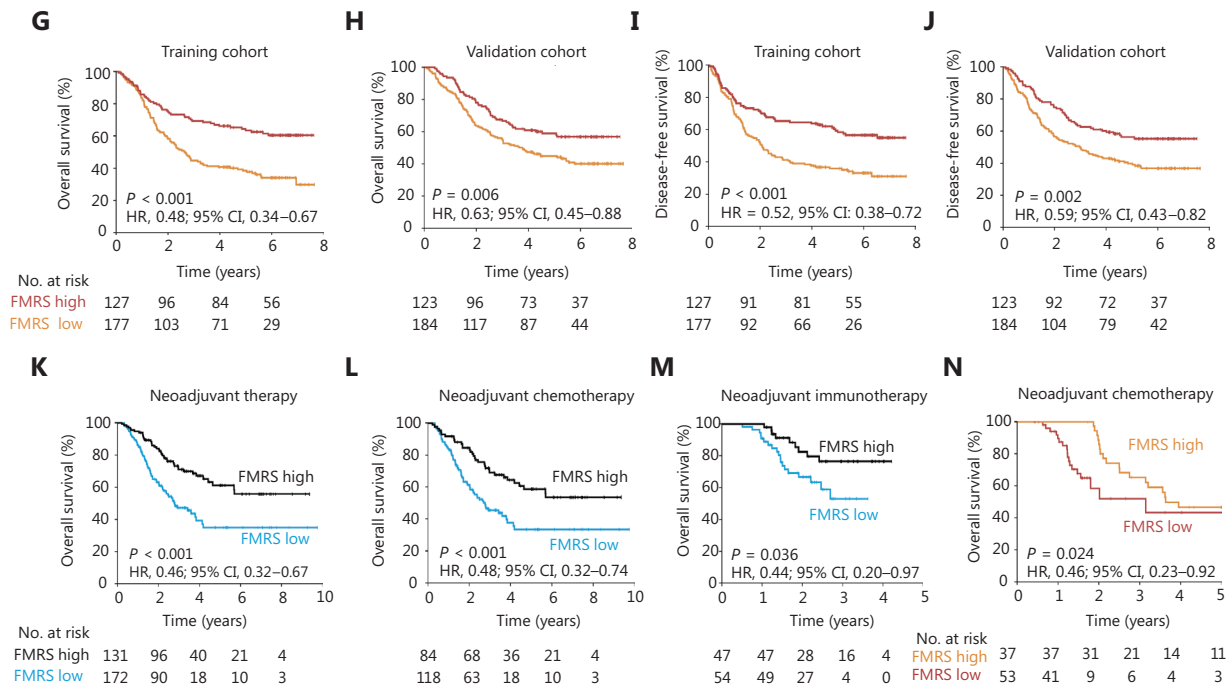 G
Training cohort
Overall survival (%)
100
80
60
40
20
0
P < 0.001
HR, 0.48; 95% CI, 0.34–0.67
0 2 4 6 8
Time (years)
H
Validation cohort
Overall survival (%)
100
80
60
40
20
0
P = 0.006
HR, 0.63; 95% CI, 0.45–0.88
0 2 4 6 8
Time (years)
I
Training cohort
Disease-free survival (%)
100
80
60
40
20
0
P < 0.001
HR = 0.52, 95% CI: 0.38–0.72
0 2 4 6 8
Time (years)
J
Validation cohort
Disease-free survival (%)
100
80
60
40
20
0
P = 0.002
HR, 0.59; 95% CI, 0.43–0.82
0 2 4 6 8
Time (years)
No. at risk
FMRS high 127 96 84 56 123 96 73 37 127 91 81 55 123 92 72 37
FMRS low 177 103 71 29 184 117 87 44 177 92 66 26 184 104 79 42
K
Neoadjuvant therapy
Overall survival (%)
100
80
60
40
20
0
FMRS high
FMRS low
P < 0.001
HR, 0.46; 95% CI, 0.32–0.67
0 2 4 6 8 10
Time (years)
L
Neoadjuvant chemotherapy
Overall survival (%)
100
80
60
40
20
0
FMRS high
FMRS low
P < 0.001
HR, 0.48; 95% CI, 0.32–0.74
0 2 4 6 8 10
Time (years)
M
Neoadjuvant immunotherapy
Overall survival (%)
100
80
60
40
20
0
FMRS high
FMRS low
P = 0.036
HR, 0.44; 95% CI, 0.20–0.97
0 1 2 3 4 5
Time (years)
N
Neoadjuvant chemotherapy
Overall survival (%)
100
80
60
40
20
0
FMRS high
FMRS low
P = 0.024
HR, 0.46; 95% CI, 0.23–0.92
0 1 2 3 4 5
Time (years)
No. at risk
FMRS high 131 96 40 21 4 84 68 36 21 4 47 47 28 16 4
FMRS low 172 90 18 10 3 118 63 18 10 3 54 49 27 4 0
No. at risk
FMRS high 37 37 31 21 14 11
FMRS low 53 41 9 6 4 3